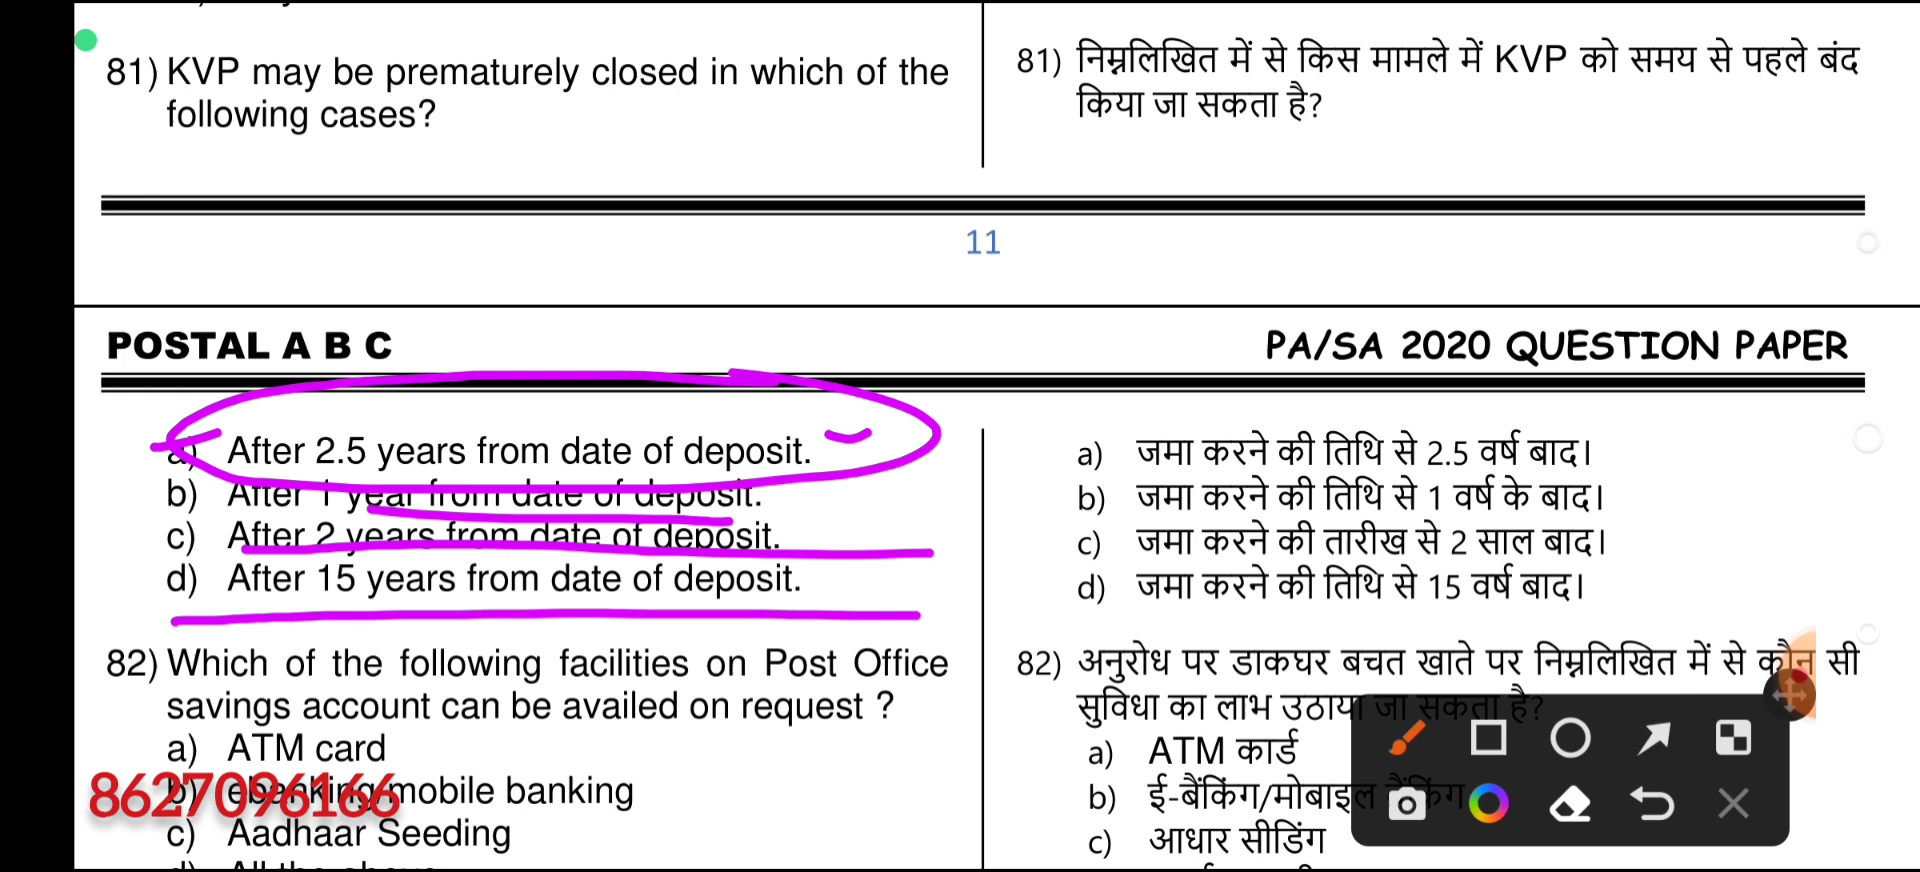 81) KVP may be prematurely closed in which of the
following cases?
81) निम्नलिखित में से किस मामले में KVP को समय से पहले बंद
किया जा सकता है?
11
POSTAL A B C
PA/SA 2020 QUESTION PAPER
a) After 2.5 years from date of deposit.
b) After 1 year from date of deposit.
c) After 2 years from date of deposit.
d) After 15 years from date of deposit.
a) जमा करने की तिथि से 2.5 वर्ष बाद।
b) जमा करने की तिथि से 1 वर्ष के बाद।
c) जमा करने की तारीख से 2 साल बाद।
d) जमा करने की तिथि से 15 वर्ष बाद।
82) Which of the following facilities on Post Office
savings account can be availed on request ?
a) ATM card
b) ebanking/mobile banking
8627096166
c) Aadhaar Seeding
82) अनुरोध पर डाकघर बचत खाते पर निम्नलिखित में से कौन सी
सुविधा का लाभ उठाया जा सकता है?
a) ATM कार्ड
b) ई-बैंकिंग/मोबाइल बैंकिंग
c) आधार सीडिंग